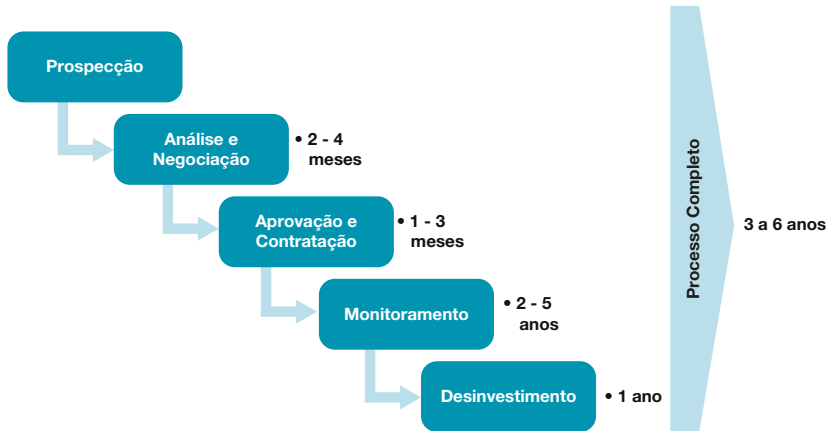 Prospecção
Análise e
Negociação
• 2 - 4
meses
Aprovação e
Contratação
• 1 - 3
meses
Monitoramento
• 2 - 5
anos
Desinvestimento
• 1 ano
Processo Completo
3 a 6 anos